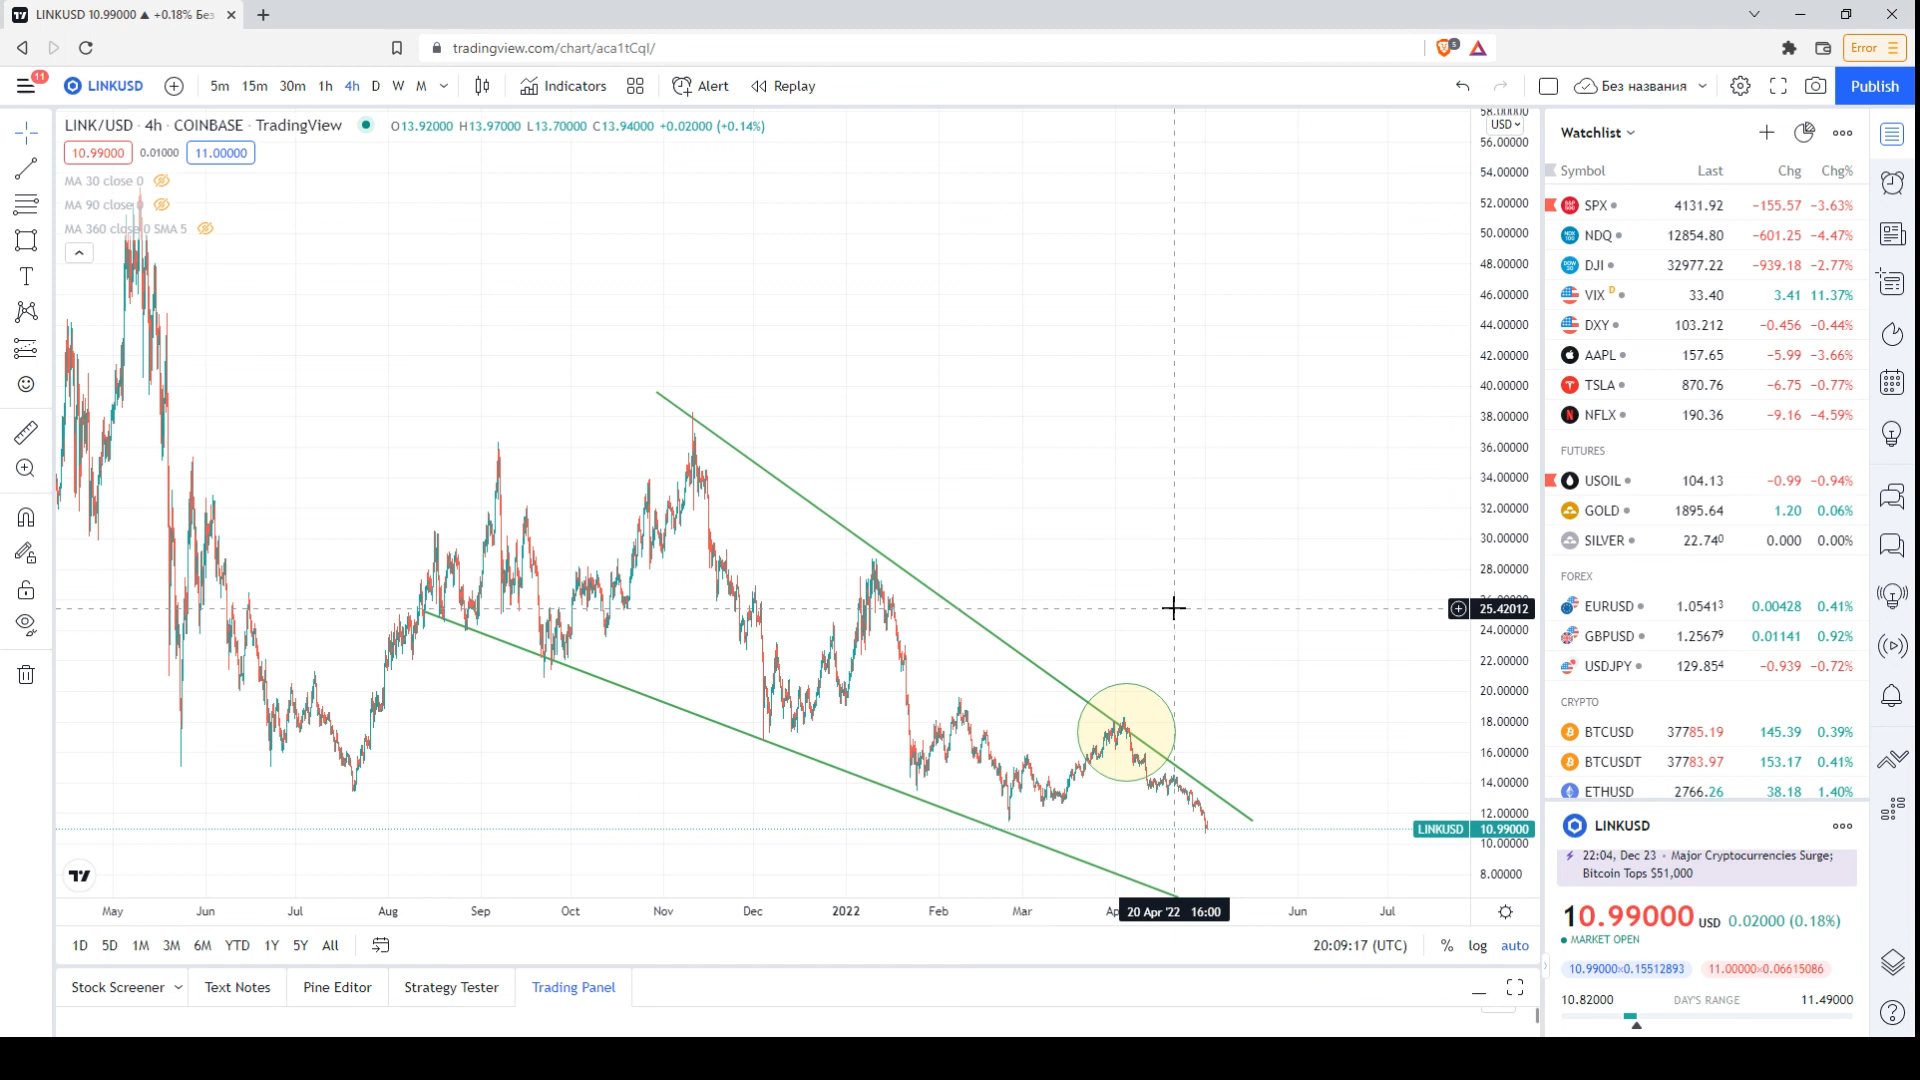 LINKUSD 10.99000 ▲ +0.18% Без
tradingview.com/chart/aca1tCqI/
5
Error
11
LINKUSD
5m 15m 30m 1h 4h D W M
Indicators
Alert
Replay
Без названия
Publish
LINK/USD · 4h · COINBASE · TradingView
O13.92000 H13.97000 L13.70000 C13.94000 +0.02000 (+0.14%)
10.99000 0.01000 11.00000
MA 30 close 0
MA 90 close 0
MA 360 close 0 SMA 5
58.00000
USD
56.00000
54.00000
52.00000
50.00000
48.00000
46.00000
44.00000
42.00000
40.00000
38.00000
36.00000
34.00000
32.00000
30.00000
28.00000
25.42012
24.00000
22.00000
20.00000
18.00000
16.00000
14.00000
12.00000
LINKUSD 10.99000
10.00000
8.00000
May Jun Jul Aug Sep Oct Nov Dec 2022 Feb Mar 20 Apr '22 16:00 Jun Jul
1D 5D 1M 3M 6M YTD 1Y 5Y All
20:09:17 (UTC) % log auto
Stock Screener Text Notes Pine Editor Strategy Tester Trading Panel
Watchlist
Symbol Last Chg Chg%
SPX 4131.92 −155.57 −3.63%
NDQ 12854.80 −601.25 −4.47%
DJI 32977.22 −939.18 −2.77%
VIX D 33.40 3.41 11.37%
DXY 103.212 −0.456 −0.44%
AAPL 157.65 −5.99 −3.66%
TSLA 870.76 −6.75 −0.77%
NFLX 190.36 −9.16 −4.59%
FUTURES
USOIL 104.13 −0.99 −0.94%
GOLD 1895.64 1.20 0.06%
SILVER 22.740 0.000 0.00%
FOREX
EURUSD 1.05413 0.00428 0.41%
GBPUSD 1.25679 0.01141 0.92%
USDJPY 129.854 −0.939 −0.72%
CRYPTO
BTCUSD 37785.19 145.39 0.39%
BTCUSDT 37783.97 153.17 0.41%
ETHUSD 2766.26 38.18 1.40%
LINKUSD
22:04, Dec 23 • Major Cryptocurrencies Surge;
Bitcoin Tops $51,000
10.99000 USD 0.02000 (0.18%)
MARKET OPEN
10.99000×0.15512893 11.00000×0.06615086
10.82000 DAY'S RANGE 11.49000